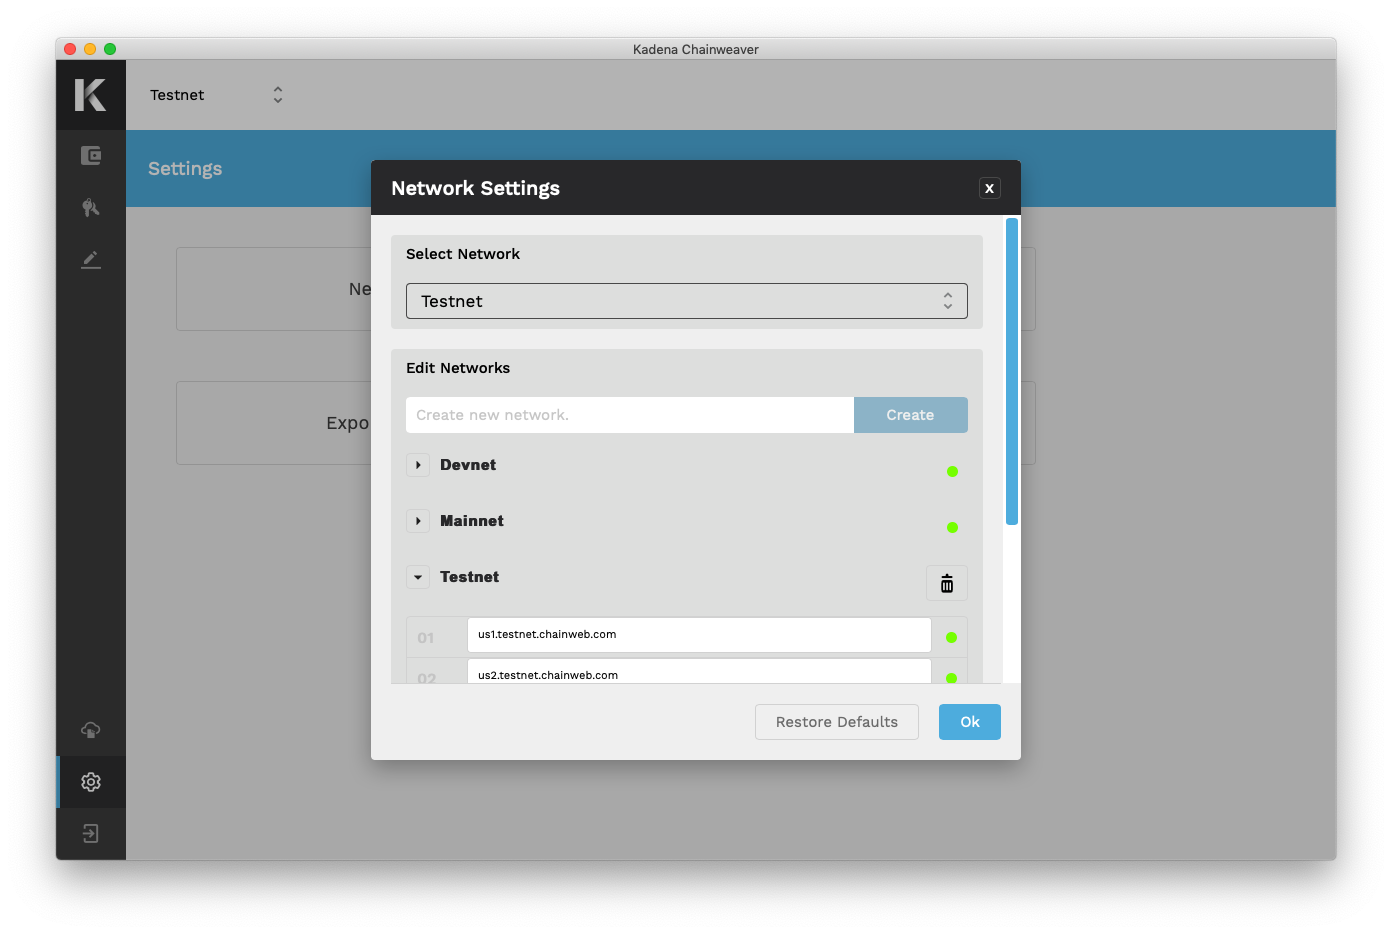 Kadena Chainweaver
K
Testnet
Settings
Network Settings
X
Select Network
Ne
Testnet
Edit Networks
Create new network.
Create
Expo
Devnet
Mainnet
Testnet
01
us1.testnet.chainweb.com
02
us2.testnet.chainweb.com
Restore Defaults
Ok